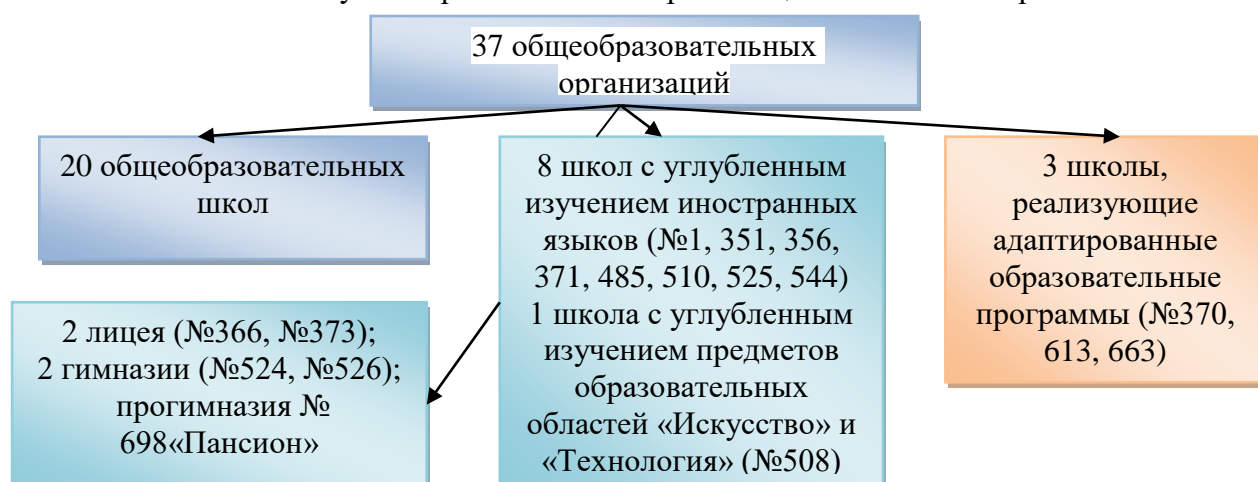 37 общеобразовательных
организаций
20 общеобразовательных
школ
8 школ с углубленным
изучением иностранных
языков (№1, 351, 356,
371, 485, 510, 525, 544)
1 школа с углубленным
изучением предметов
образовательных
областей «Искусство» и
«Технология» (№508)
3 школы,
реализующие
адаптированные
образовательные
программы (№370,
613, 663)
2 лицея (№366, №373);
2 гимназии (№524, №526);
прогимназия №
698«Пансион»